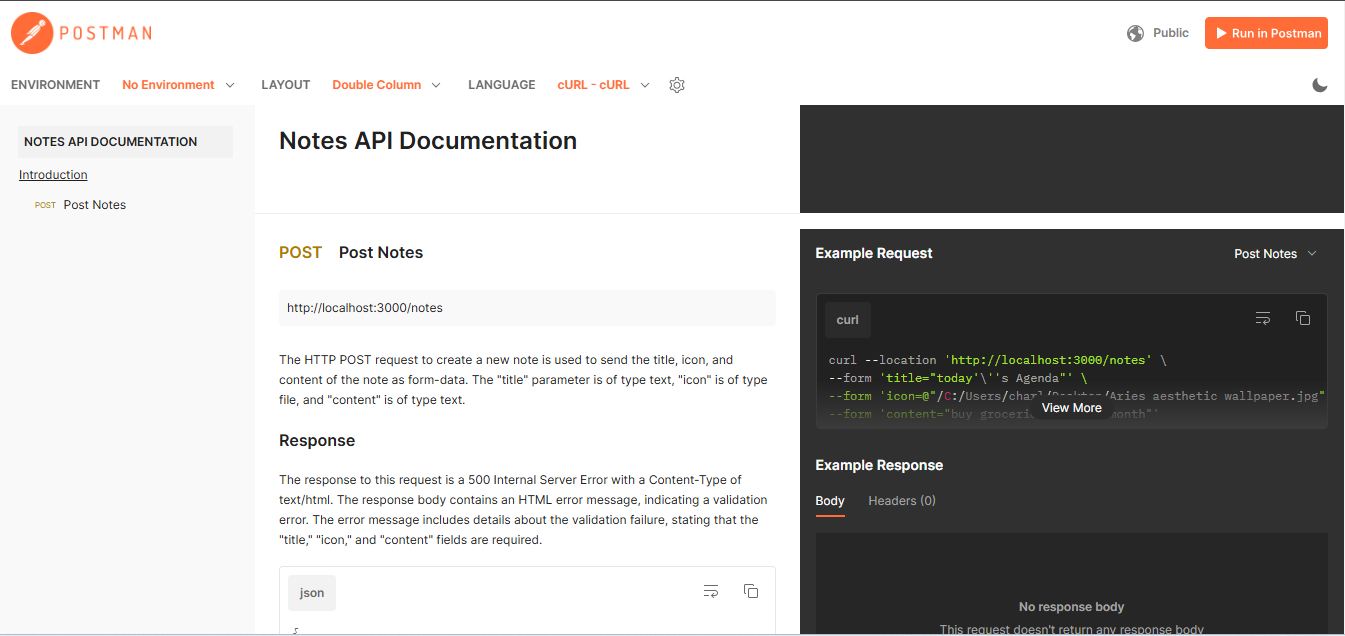 POSTMAN
Public
Run in Postman
ENVIRONMENT No Environment LAYOUT Double Column LANGUAGE cURL - cURL
NOTES API DOCUMENTATION
Introduction
POST Post Notes
Notes API Documentation
POST Post Notes
http://localhost:3000/notes
The HTTP POST request to create a new note is used to send the title, icon, and
content of the note as form-data. The "title" parameter is of type text, "icon" is of type
file, and "content" is of type text.
Response
The response to this request is a 500 Internal Server Error with a Content-Type of
text/html. The response body contains an HTML error message, indicating a validation
error. The error message includes details about the validation failure, stating that the
"title," "icon," and "content" fields are required.
json
Example Request
Post Notes
curl
curl --location 'http://localhost:3000/notes' \
--form 'title="today'\''s Agenda"' \
--form 'icon=@"/C:/Users/charl/Desktop/Aries aesthetic wallpaper.jpg"
--form 'content="buy groceri month"'
View More
Example Response
Body Headers (0)
No response body
This request doesn't return any response body